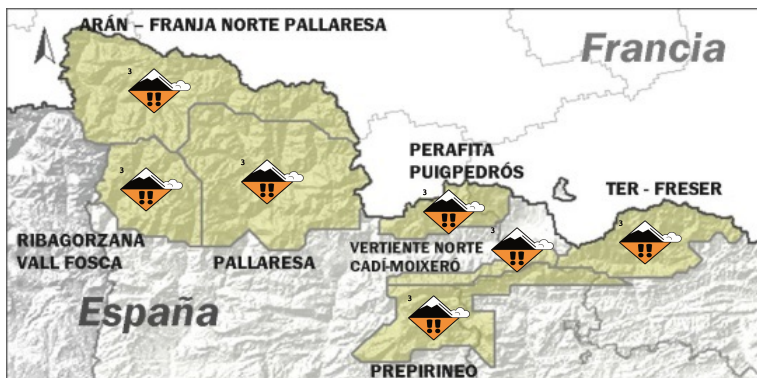 ARÁN – FRANJA NORTE PALLARESA
Francia
3
3
3
PERAFITA
PUIGPEDRÓS
3
TER - FRESER
3
RIBAGORZANA
VALL FOSCA
PALLARESA
VERTIENTE NORTE
CADÍ-MOIXERÓ
3
España
3
PREPIRINEO